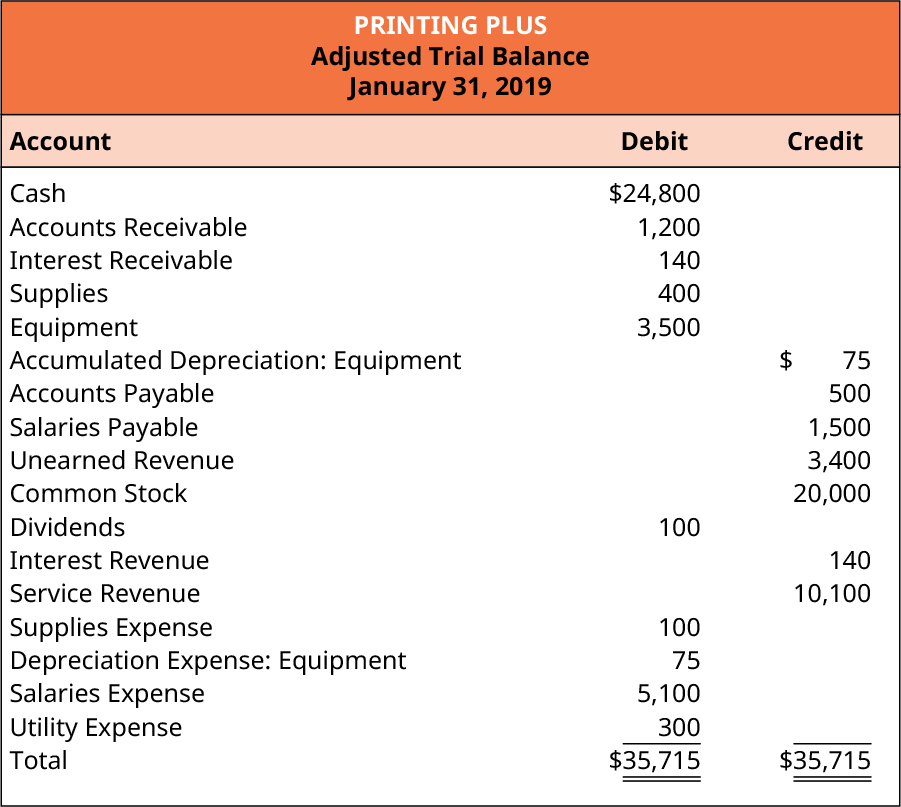 PRINTING PLUS
Adjusted Trial Balance
January 31, 2019
Account Debit Credit
Cash $24,800
Accounts Receivable 1,200
Interest Receivable 140
Supplies 400
Equipment 3,500
Accumulated Depreciation: Equipment $ 75
Accounts Payable 500
Salaries Payable 1,500
Unearned Revenue 3,400
Common Stock 20,000
Dividends 100
Interest Revenue 140
Service Revenue 10,100
Supplies Expense 100
Depreciation Expense: Equipment 75
Salaries Expense 5,100
Utility Expense 300
Total $35,715 $35,715